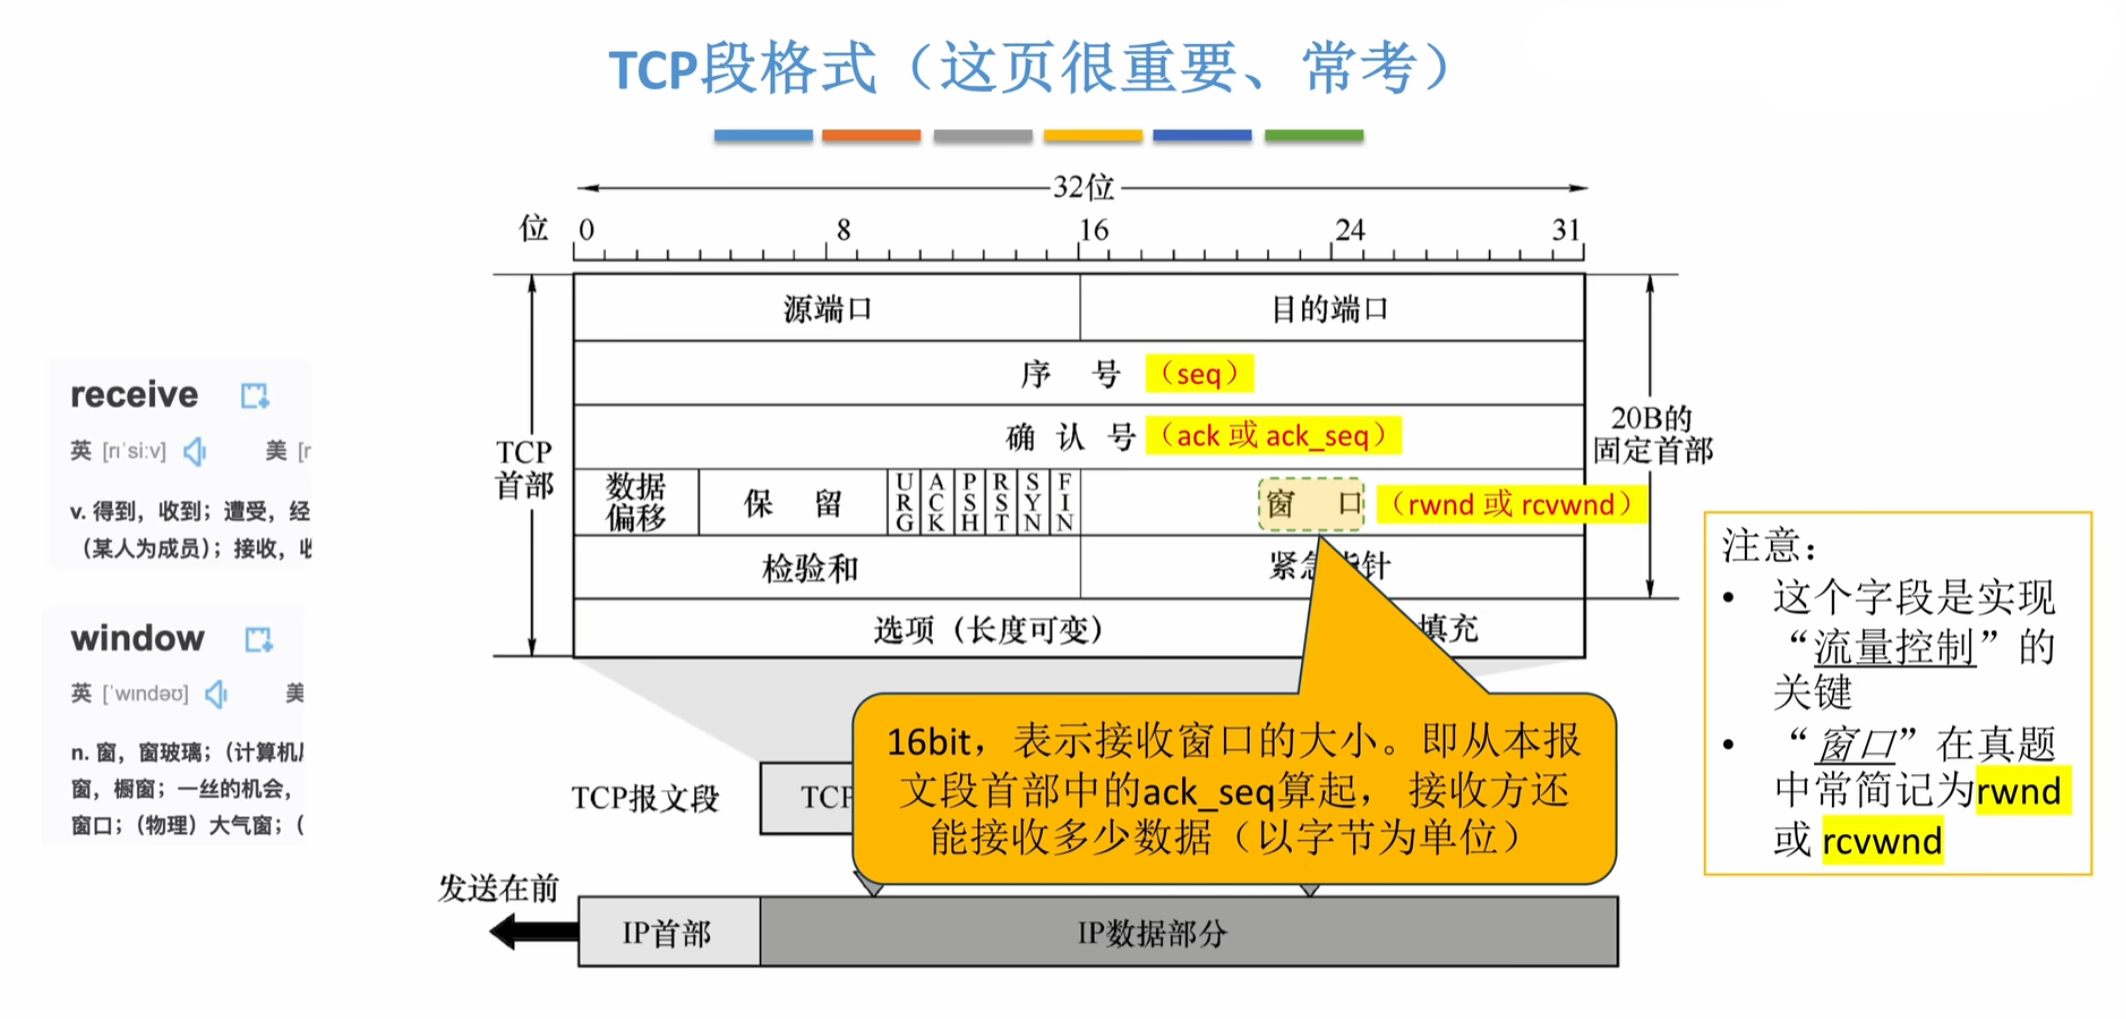 TCP段格式（这页很重要、常考）
32位
位 0 8 16 24 31
源端口 目的端口
序 号 （seq）
确 认 号 （ack 或 ack_seq）
数据偏移 保 留 URG ACK PSH RST SYN FIN 窗 口 （rwnd 或 rcvwnd）
检验和 紧急指针
选项（长度可变） 填充
TCP首部
20B的
固定首部
receive
英 [rɪˈsiːv] 美 [r
v. 得到，收到；遭受，经
（某人为成员）；接收，
window
英 [ˈwɪndəʊ] 美
n. 窗，窗玻璃；（计算机
窗，橱窗；一丝的机会，
窗口；（物理）大气窗；（
16bit，表示接收窗口的大小。即从本报
文段首部中的ack_seq算起， 接收方还
能接收多少数据（以字节为单位）
注意：
• 这个字段是实现
“流量控制”的
关键
• “窗口”在真题
中常简记为rwnd
或 rcvwnd
TCP报文段 TCP
发送在前
IP首部 IP数据部分